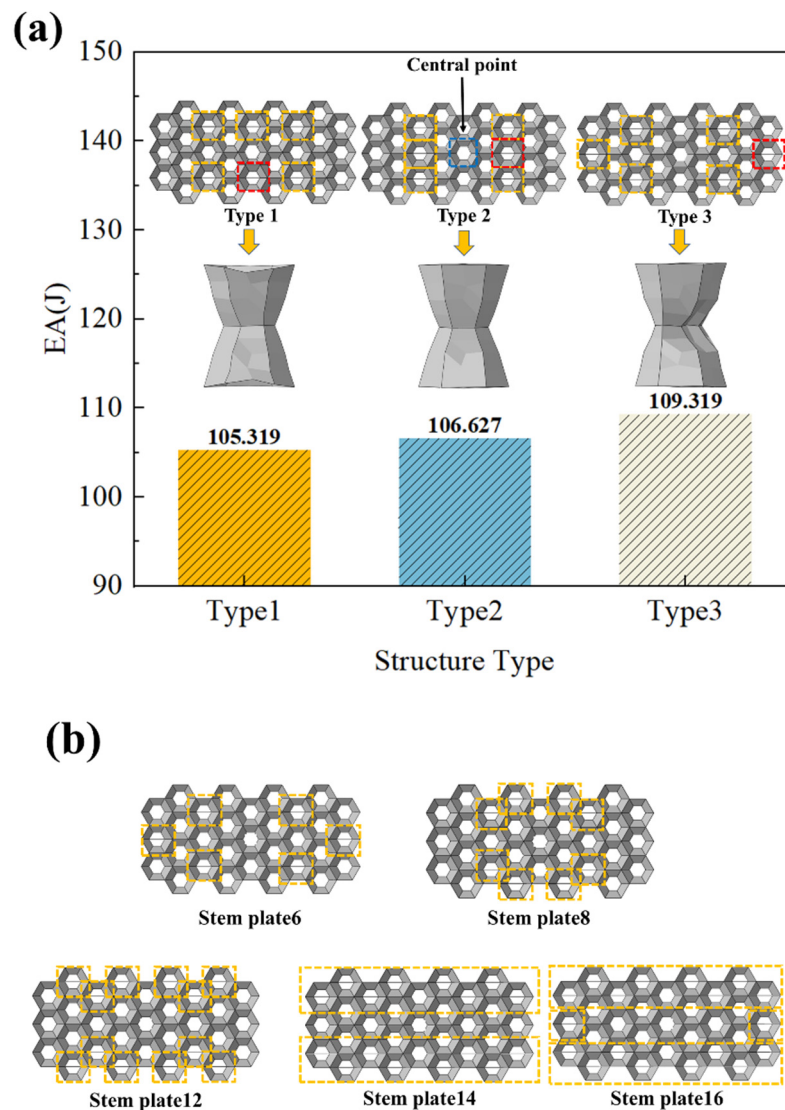 (a)
150
140
130
120
110
100
90
EA(J)
Central point
Type 1
Type 2
Type 3
105.319
106.627
109.319
Type1
Type2
Type3
Structure Type
(b)
Stem plate6
Stem plate8
Stem plate12
Stem plate14
Stem plate16